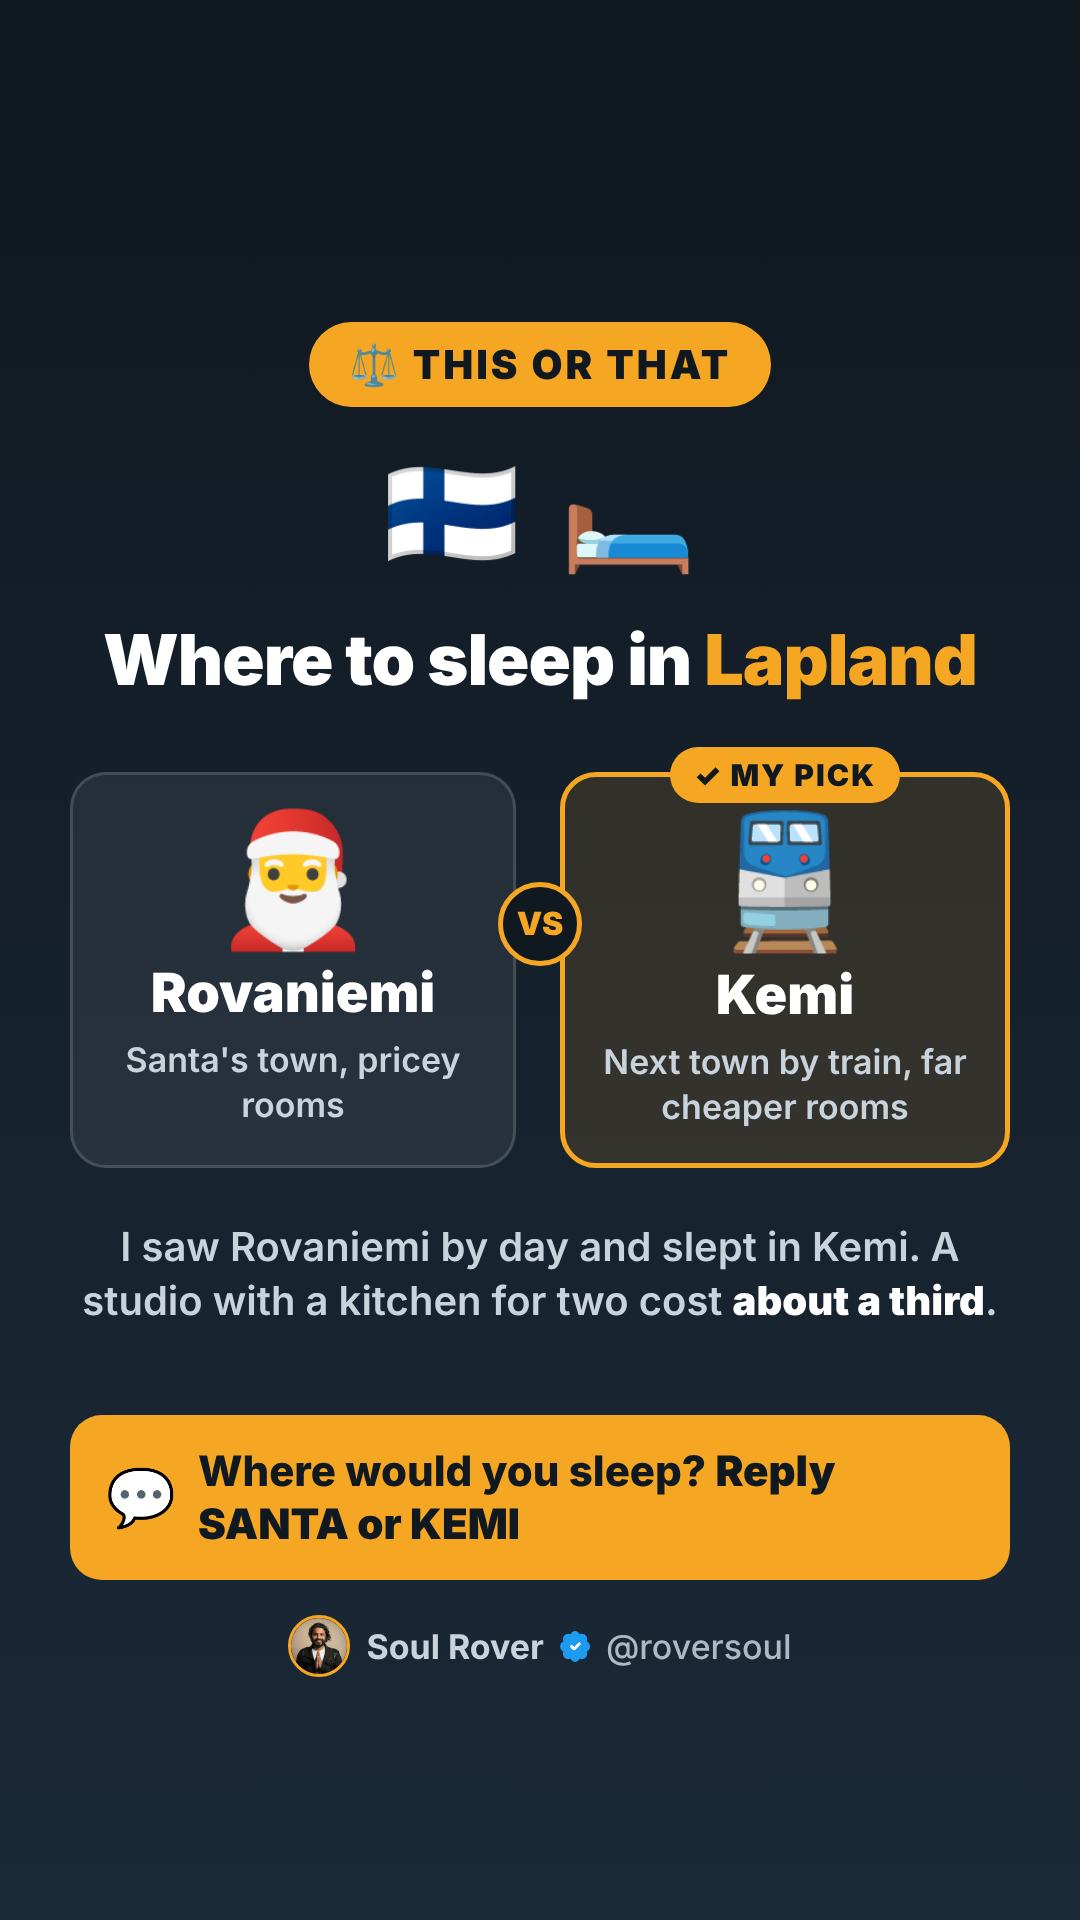 THIS OR THAT
Where to sleep in Lapland
✓ MY PICK
VS
Rovaniemi
Santa's town, pricey
rooms
Kemi
Next town by train, far
cheaper rooms
I saw Rovaniemi by day and slept in Kemi. A
studio with a kitchen for two cost about a third.
Where would you sleep? Reply
SANTA or KEMI
Soul Rover @roversoul